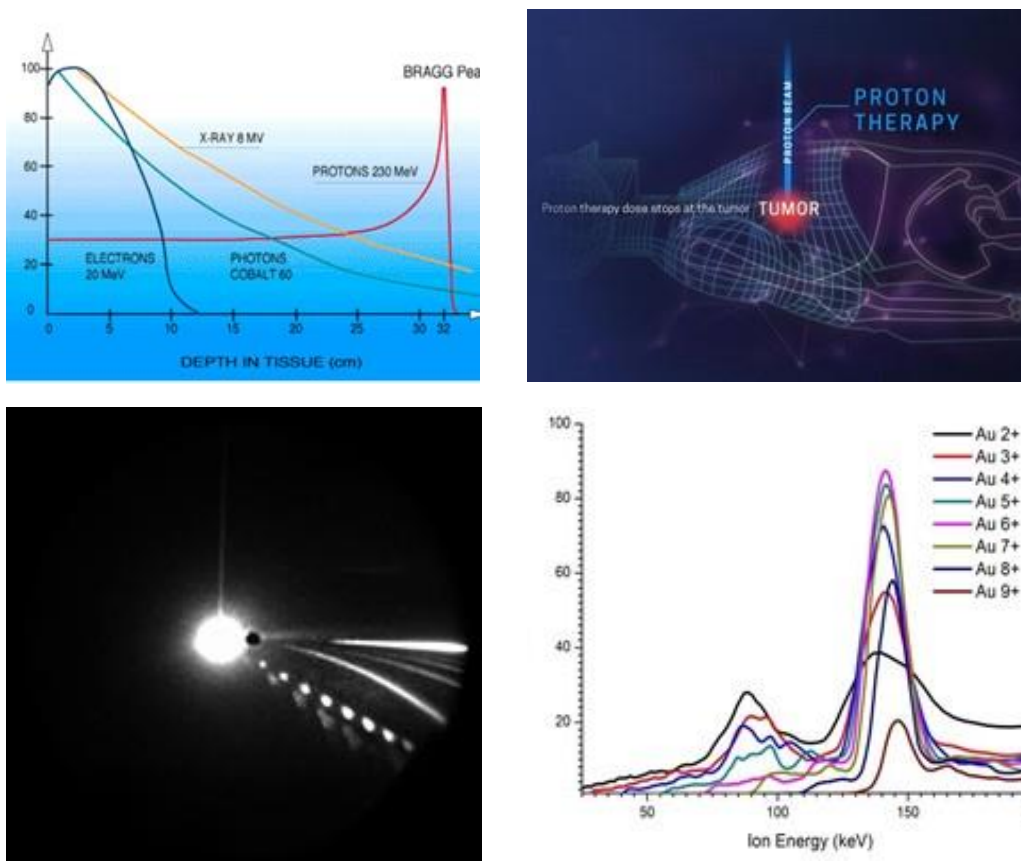 BRAGG Pea
100
80
60
40
20
0
X-RAY 8 MV
PROTONS 230 MeV
ELECTRONS
20 MeV
PHOTONS
COBALT 60
0 5 10 15 20 25 30 32
DEPTH IN TISSUE (cm)
PROTON BEAM
PROTON
THERAPY
Proton therapy dose stops at the tumor TUMOR
100
80
60
40
20
Au 2+
Au 3+
Au 4+
Au 5+
Au 6+
Au 7+
Au 8+
Au 9+
50 100 150
Ion Energy (keV)